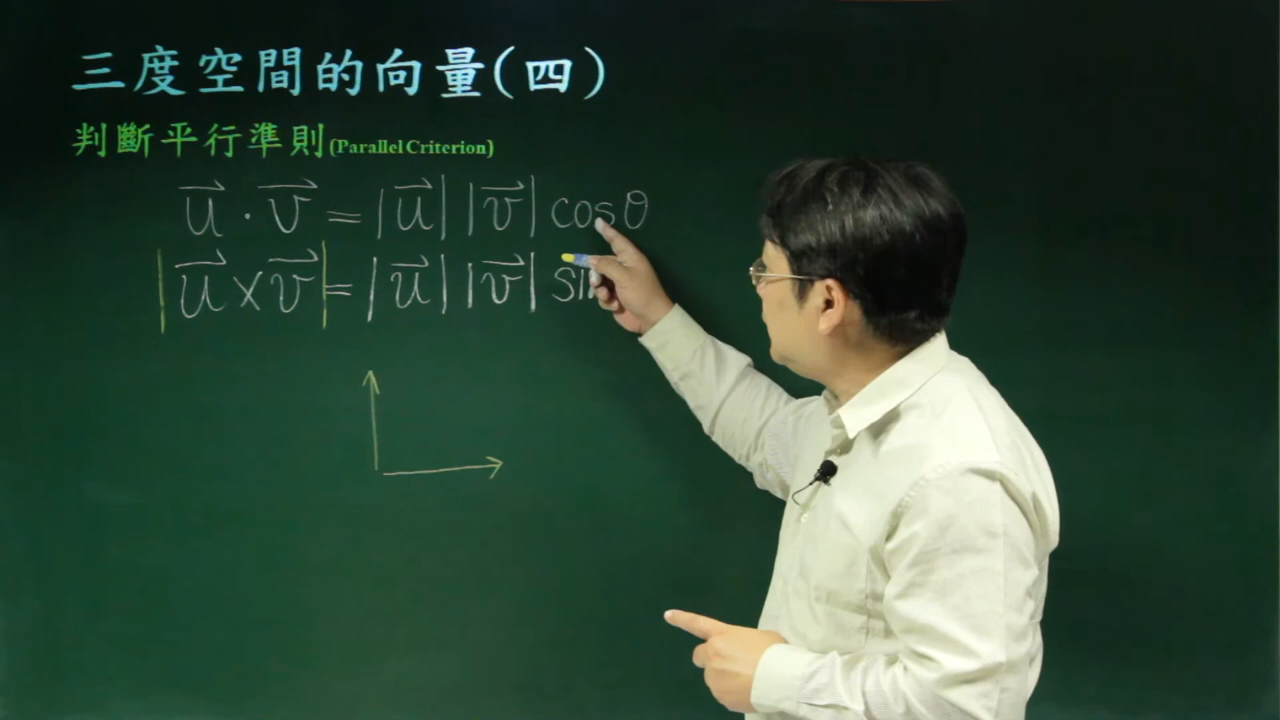 三度空間的向量(四)
判斷平行準則(Parallel Criterion)
u⃗ · v⃗ = |u⃗| |v⃗| cosθ
|u⃗ × v⃗| = |u⃗| |v⃗|